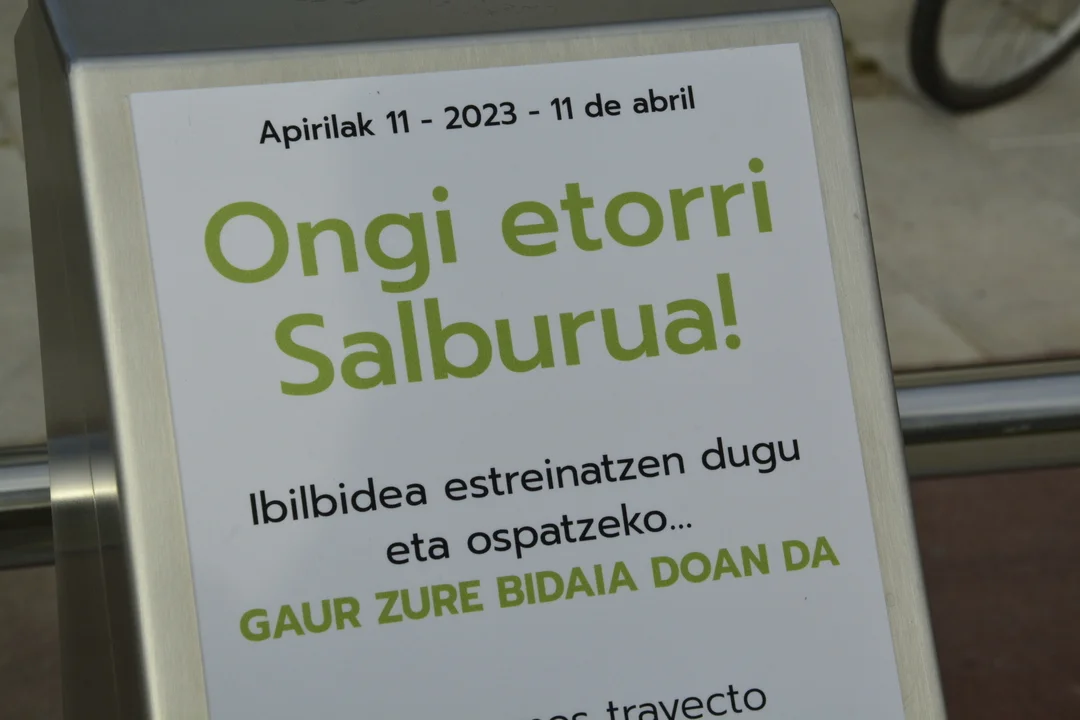 Apirilak 11 - 2023 - 11 de abril
Ongi etorri
Salburua!
Ibilbidea estreinatzen dugu
eta ospatzeko...
GAUR ZURE BIDAIA DOAN DA
trayecto